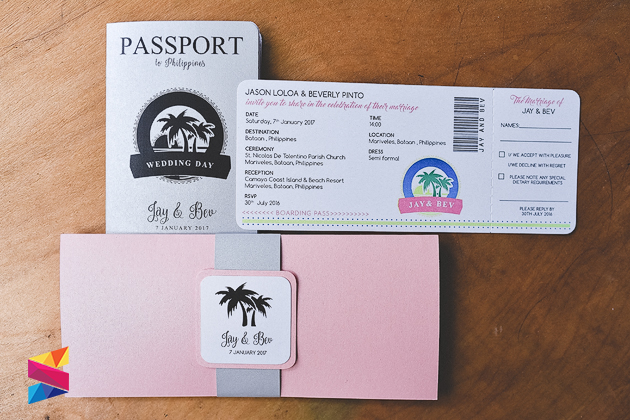 PASSPORT
to Philippines
WEDDING DAY
Jay & Bev
7 JANUARY 2017
JASON LOLOA & BEVERLY PINTO
invite you to share in the celebration of their marriage
DATE
Saturday, 7th January 2017
DESTINATION
Bataan, Philippines
CEREMONY
St. Nicolas De Tolentino Parish Church
Mariveles, Bataan, Philippines
RECEPTION
Camaya Coast Island & Beach Resort
Mariveles, Bataan, Philippines
RSVP
30th July 2016
TIME
14:00
LOCATION
Mariveles, Bataan, Philippines
DRESS
Semi formal
JAY & BEV
<<<<<<<< BOARDING PASS>>>>>>>>>>
JAY AND BEV
The Marriage of
JAY & BEV
NAMES:
IF WE ACCEPT WITH PLEASURE
I/WE DECLINE WITH REGRET
PLEASE NOTE ANY SPECIAL
DIETARY REQUIREMENTS
PLEASE REPLY BY
30TH JULY 2016
Jay & Bev
7 JANUARY 2017